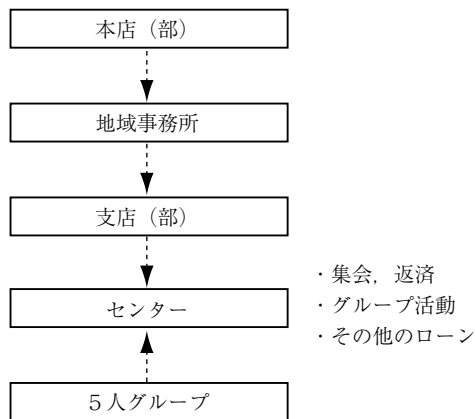 本店（部）
地域事務所
支店（部）
センター
・集会，返済
・グループ活動
・その他のローン
５人グループ